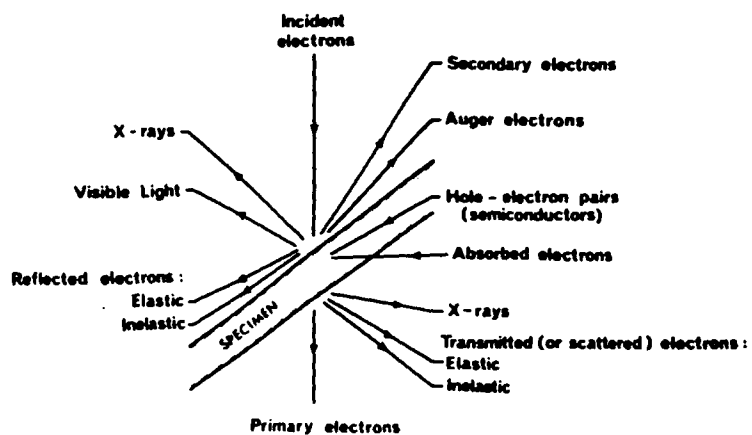 Incident
electrons
Secondary electrons
Auger electrons
X-rays
Visible Light
Hole-electron pairs
(semiconductors)
Absorbed electrons
Reflected electrons:
Elastic
Inelastic
SPECIMEN
X-rays
Transmitted (or scattered) electrons:
Elastic
Inelastic
Primary electrons